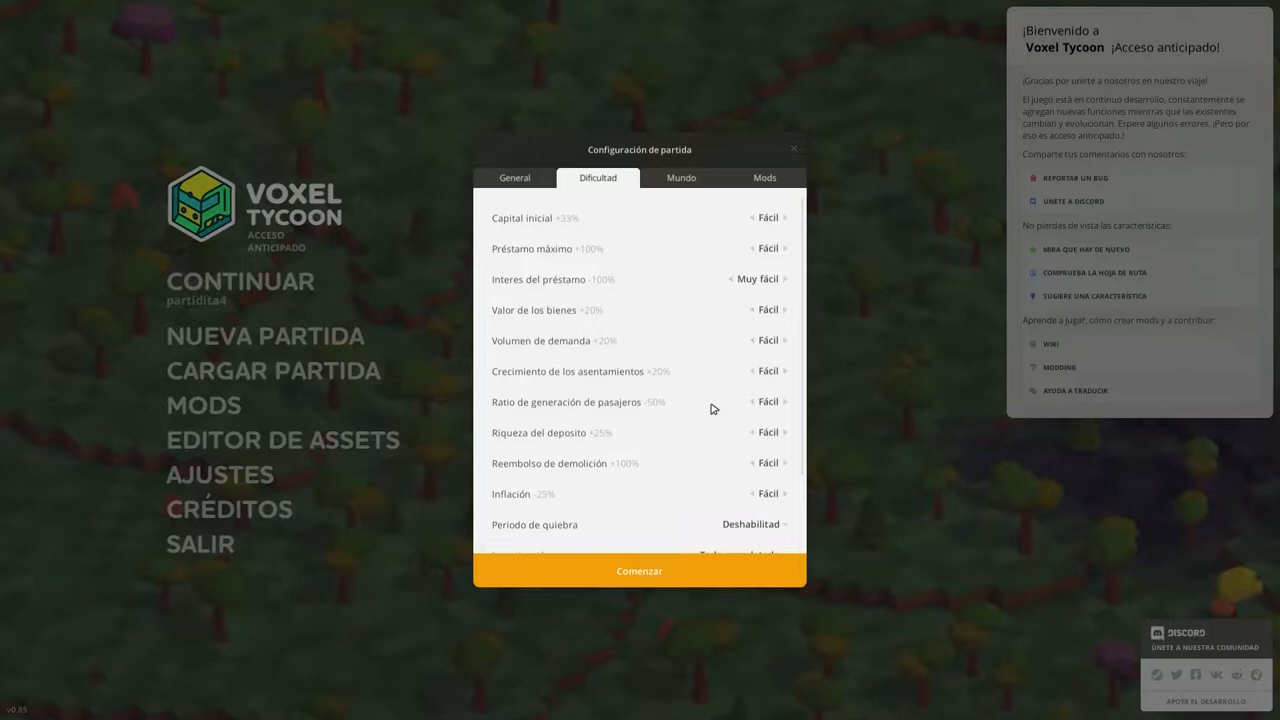 VOXEL
TYCOON
ACCESO
ANTICIPADO
CONTINUAR
partidita4
NUEVA PARTIDA
CARGAR PARTIDA
MODS
EDITOR DE ASSETS
AJUSTES
CRÉDITOS
SALIR
v0.85
Configuración de partida
General
Dificultad
Mundo
Mods
Capital inicial +33% Fácil
Préstamo máximo +100% Fácil
Interes del préstamo -100% Muy fácil
Valor de los bienes +20% Fácil
Volumen de demanda +20% Fácil
Crecimiento de los asentamientos +20% Fácil
Ratio de generación de pasajeros -50% Fácil
Riqueza del deposito +25% Fácil
Reembolso de demolición +100% Fácil
Inflación -25% Fácil
Periodo de quiebra Deshabilitad
Comenzar
¡Bienvenido a
Voxel Tycoon ¡Acceso anticipado!
¡Gracias por unirte a nosotros en nuestro viaje!
El juego está en continuo desarrollo, constantemente se
agregan nuevas funciones mientras que las existentes
cambian y evolucionan. Espere algunos errores. ¡Pero por
eso es acceso anticipado.!
Comparte tus comentarios con nosotros:
REPORTAR UN BUG
UNETE A DISCORD
No pierdas de vista las características:
MIRA QUE HAY DE NUEVO
COMPRUEBA LA HOJA DE RUTA
SUGIERE UNA CARACTERÍSTICA
Aprende a jugar, cómo crear mods y.a contribuir:
WIKI
MODDING
AYUDA A TRADUCIR
DISCORD
ÚNETE A NUESTRA COMUNIDAD
APOYA EL DESARROLLO